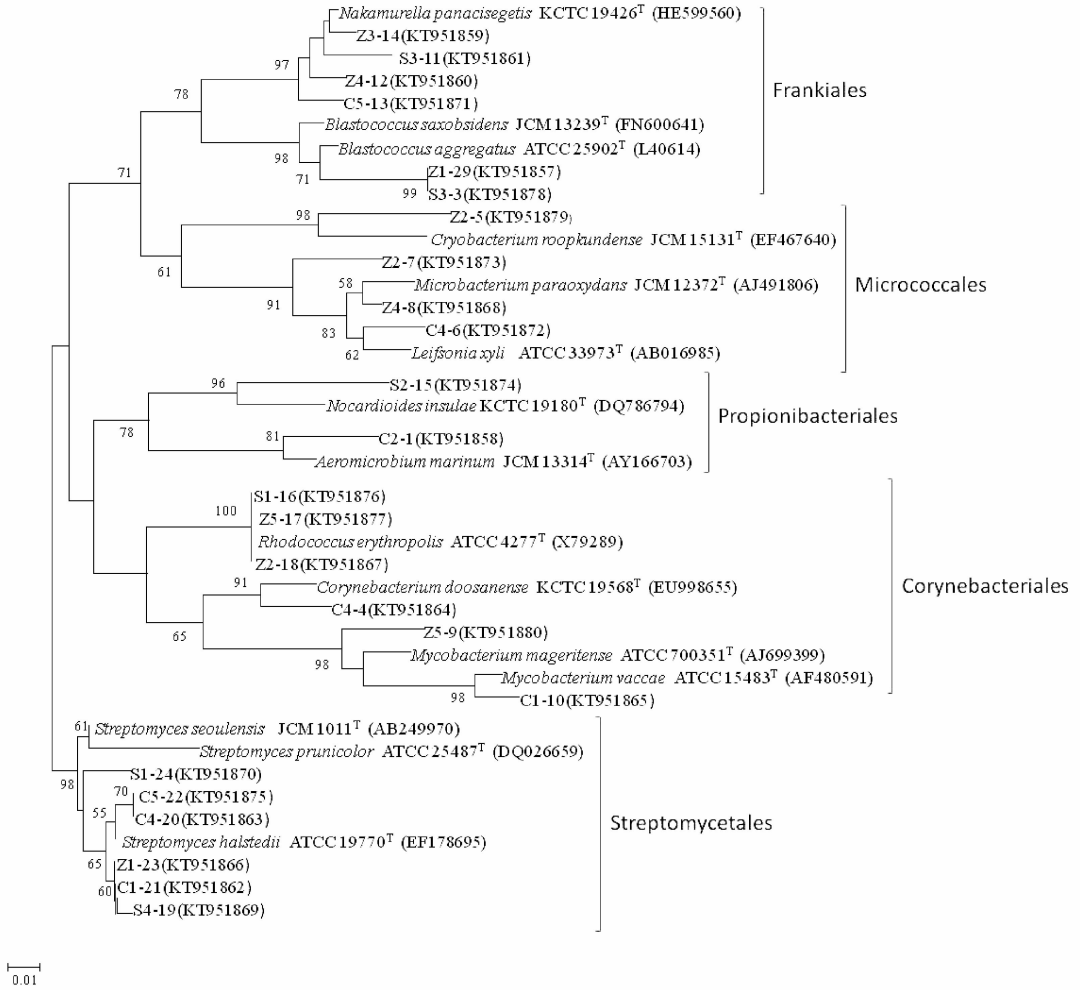 Nakamurella panacisegetis KCTC 19426T (HE599560)
Z3-14(KT951859)
97
S3-11(KT951861)
Z4-12(KT951860)
78
C5-13(KT951871)
Frankiales
Blastococcus saxobsidens JCM 13239T (FN600641)
98
Blastococcus aggregatus ATCC 25902T (L40614)
71
71
Z1-29(KT951857)
99
S3-3(KT951878)
98
Z2-5(KT951879)
Cryobacterium roopkundense JCM 15131T (EF467640)
61
Z2-7(KT951873)
58
Microbacterium paraoxydans JCM 12372T (AJ491806)
Micrococcales
91
Z4-8(KT951868)
83
C4-6(KT951872)
62
Leifsonia xyli ATCC 33973T (AB016985)
96
S2-15(KT951874)
Nocardioides insulae KCTC 19180T (DQ786794)
Propionibacteriales
78
81
C2-1(KT951858)
Aeromicrobium marinum JCM 13314T (AY166703)
S1-16(KT951876)
100
Z5-17(KT951877)
Rhodococcus erythropolis ATCC 4277T (X79289)
Z2-18(KT951867)
91
Corynebacterium doosanense KCTC 19568T (EU998655)
Corynebacteriales
C4-4(KT951864)
65
Z5-9(KT951880)
98
Mycobacterium mageritense ATCC 700351T (AJ699399)
Mycobacterium vaccae ATCC 15483T (AF480591)
98
C1-10(KT951865)
61
Streptomyces seoulensis JCM 1011T (AB249970)
Streptomyces prunicolor ATCC 25487T (DQ026659)
98
S1-24(KT951870)
70
C5-22(KT951875)
55
C4-20(KT951863)
Streptomycetales
Streptomyces halstedii ATCC 19770T (EF178695)
65
Z1-23(KT951866)
60
C1-21(KT951862)
S4-19(KT951869)
0.01